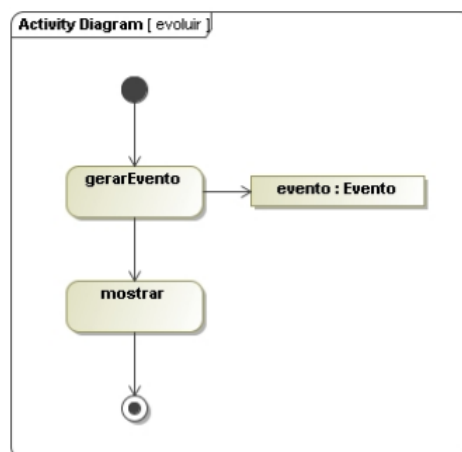 Activity Diagram [ evoluir ]
gerarEvento
evento : Evento
mostrar